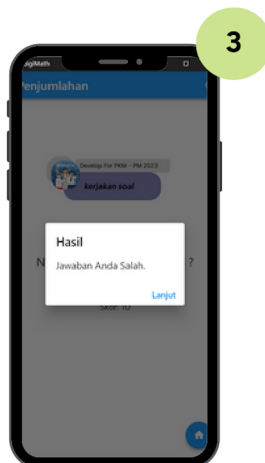 3
DigiMath
Penjumlahan
Develop For PKM - PM 2023
kerjakan soal
Hasil
N
?
Jawaban Anda Salah.
Lanjut
Skor: 10